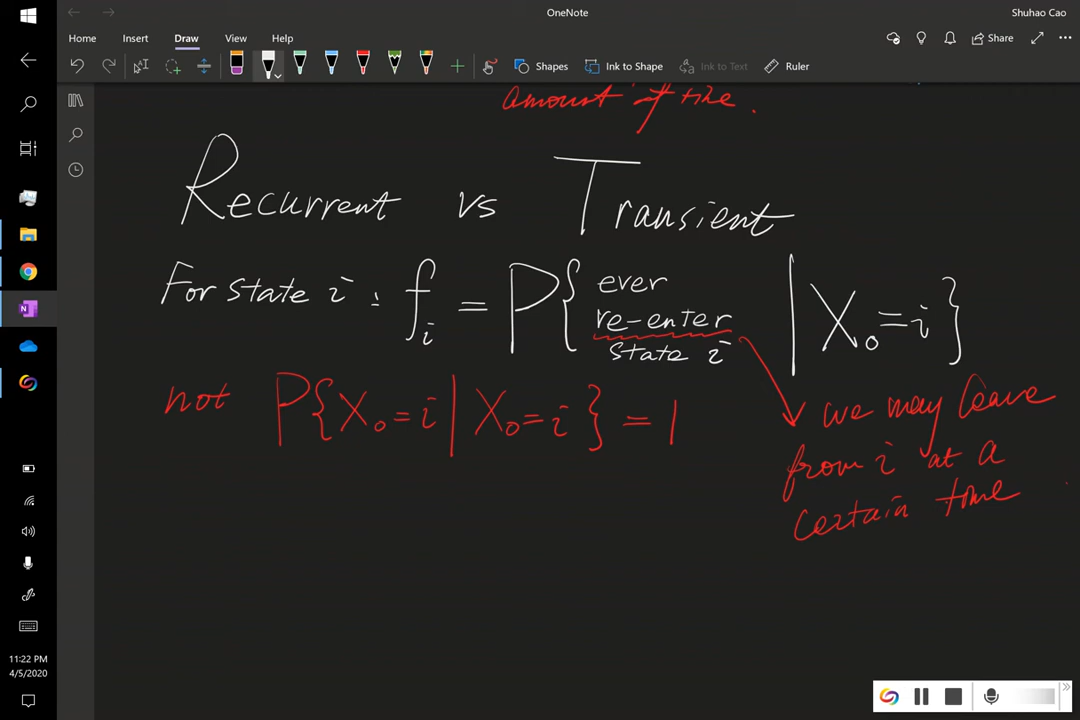 OneNote
Shuhao Cao
Home Insert Draw View Help
Share
Shapes
Ink to Shape
Ink to Text
Ruler
amount of time.
Recurrent vs Transient
For state i : f_i = P{ ever re-enter state i | X_0 = i }
not P{X_0 = i | X_0 = i} = 1
we may leave
from i at a
certain time
11:22 PM
4/5/2020